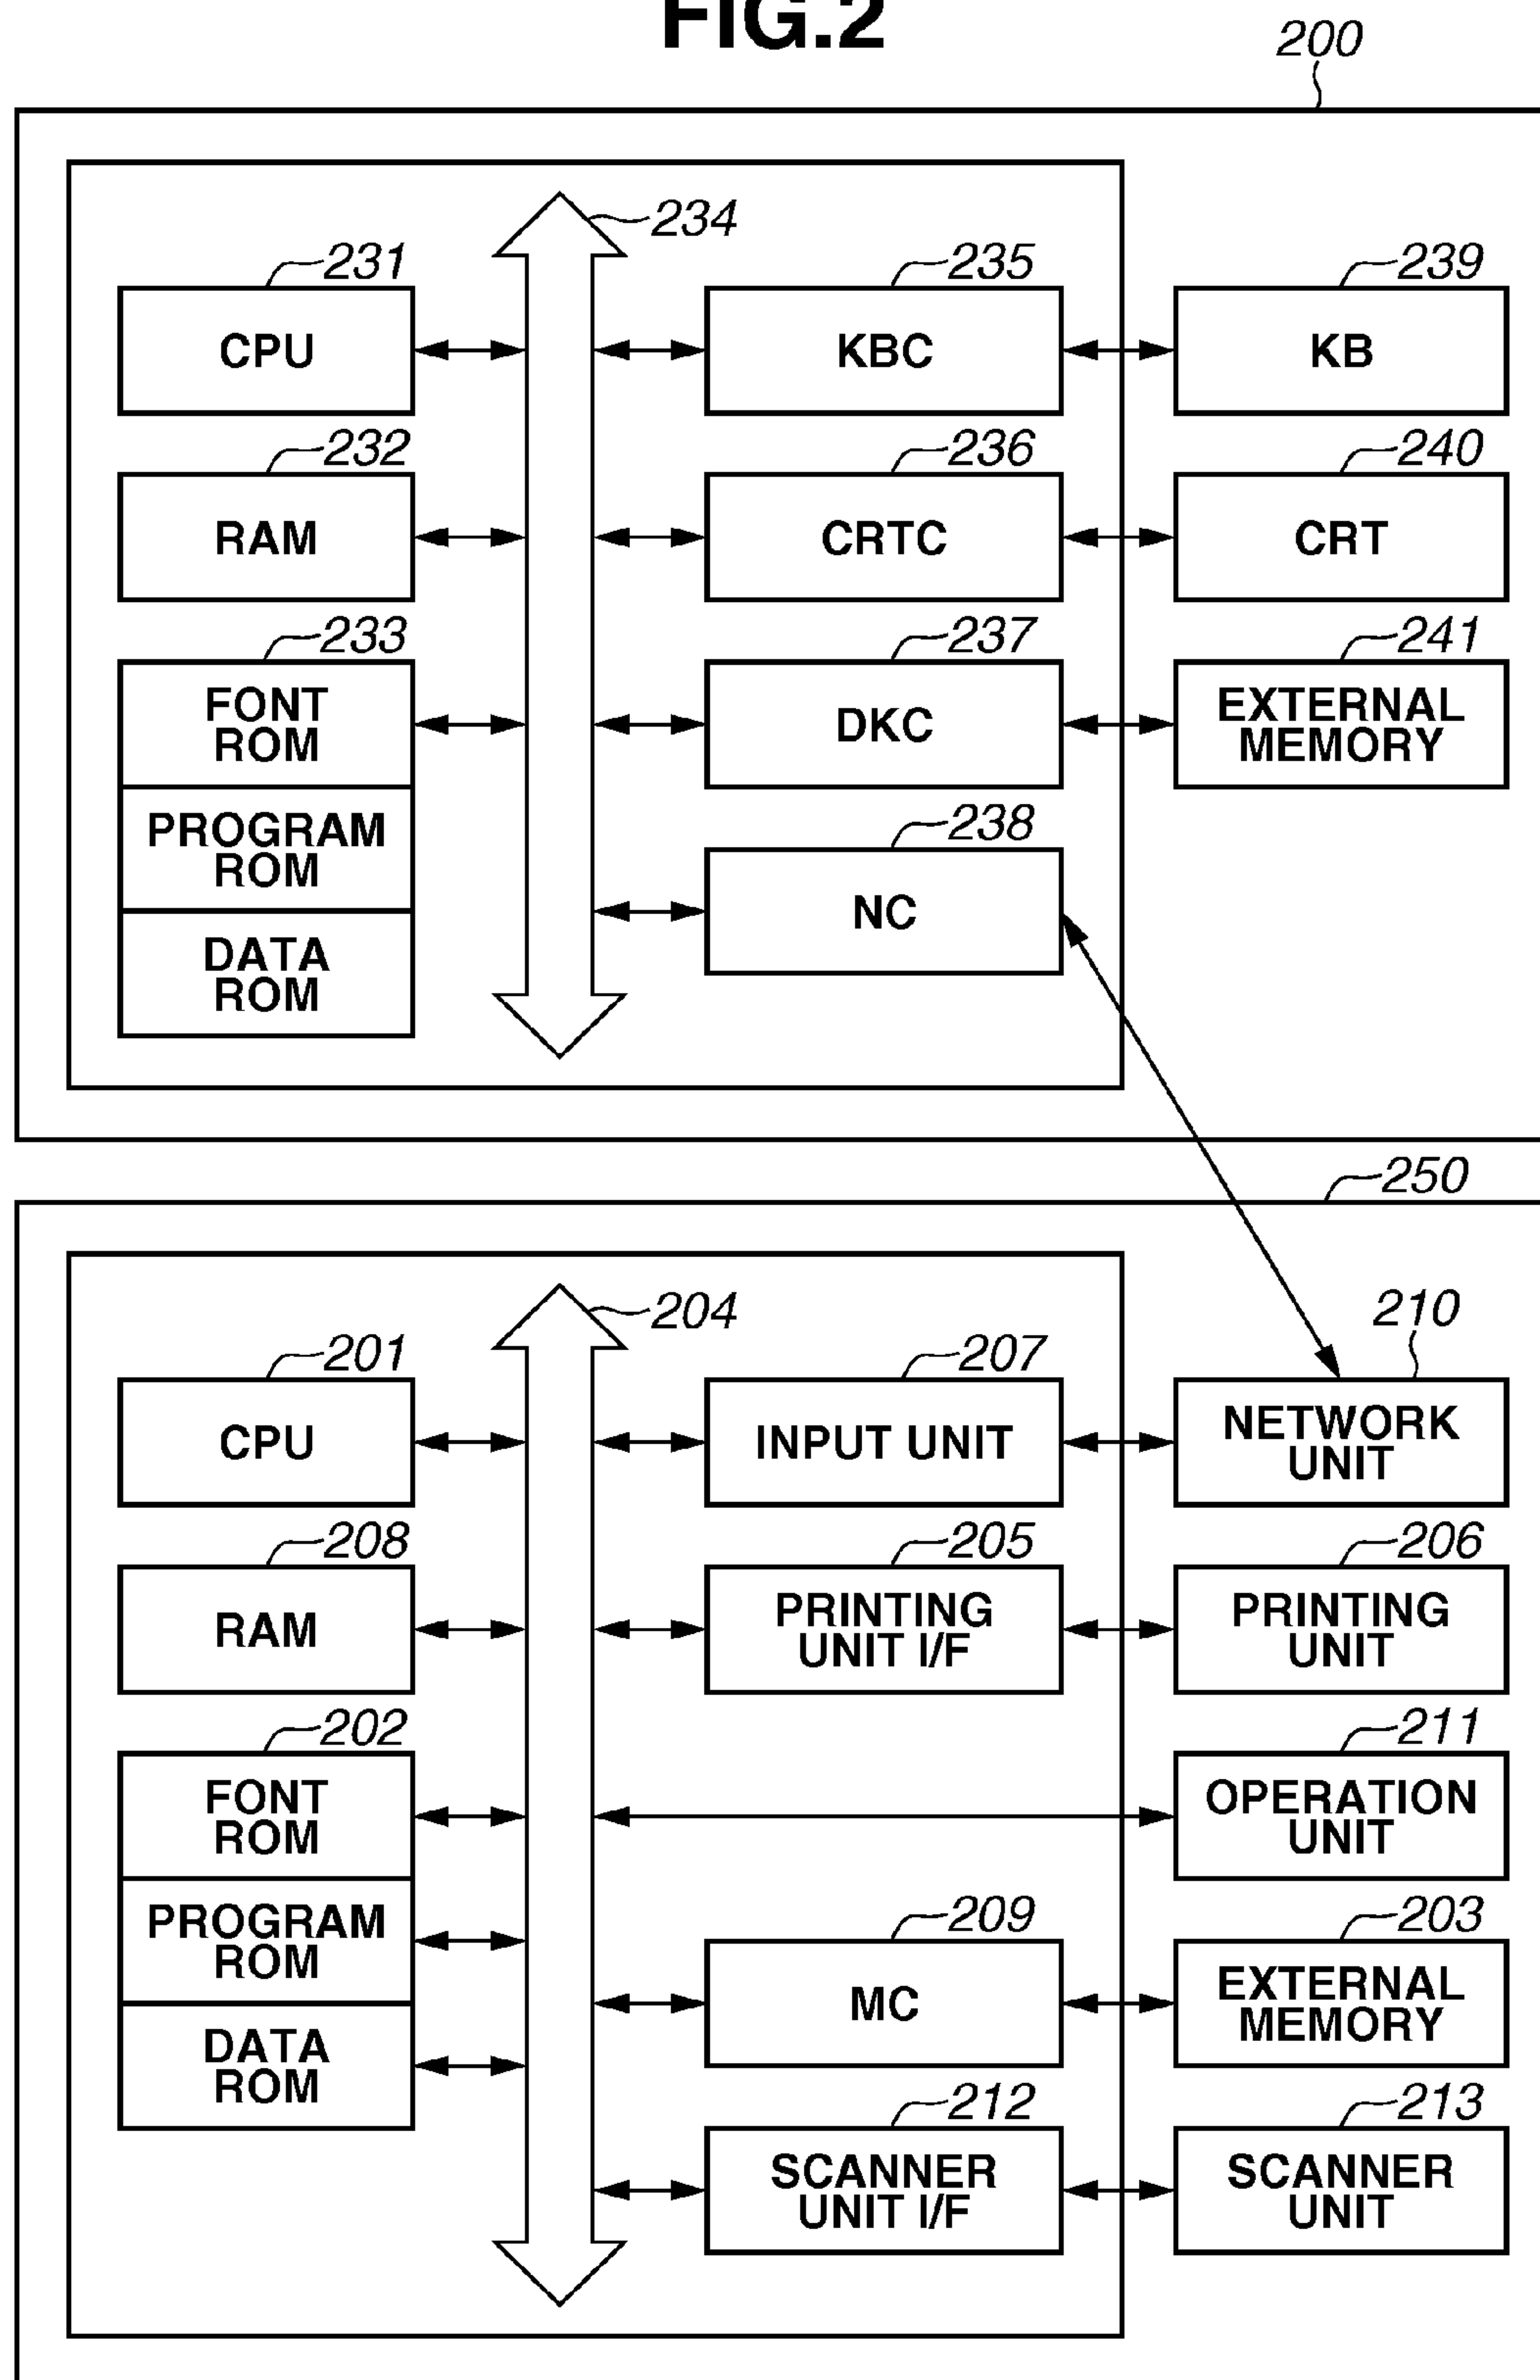 FIG.2
200
234
231
235
239
CPU
KBC
KB
232
236
240
RAM
CRTC
CRT
233
237
241
FONT
ROM
DKC
EXTERNAL
MEMORY
PROGRAM
ROM
238
NC
DATA
ROM
250
204
210
201
207
CPU
INPUT UNIT
NETWORK
UNIT
208
205
206
RAM
PRINTING
UNIT I/F
PRINTING
UNIT
202
211
FONT
ROM
OPERATION
UNIT
PROGRAM
ROM
209
203
MC
EXTERNAL
MEMORY
DATA
ROM
212
213
SCANNER
UNIT I/F
SCANNER
UNIT